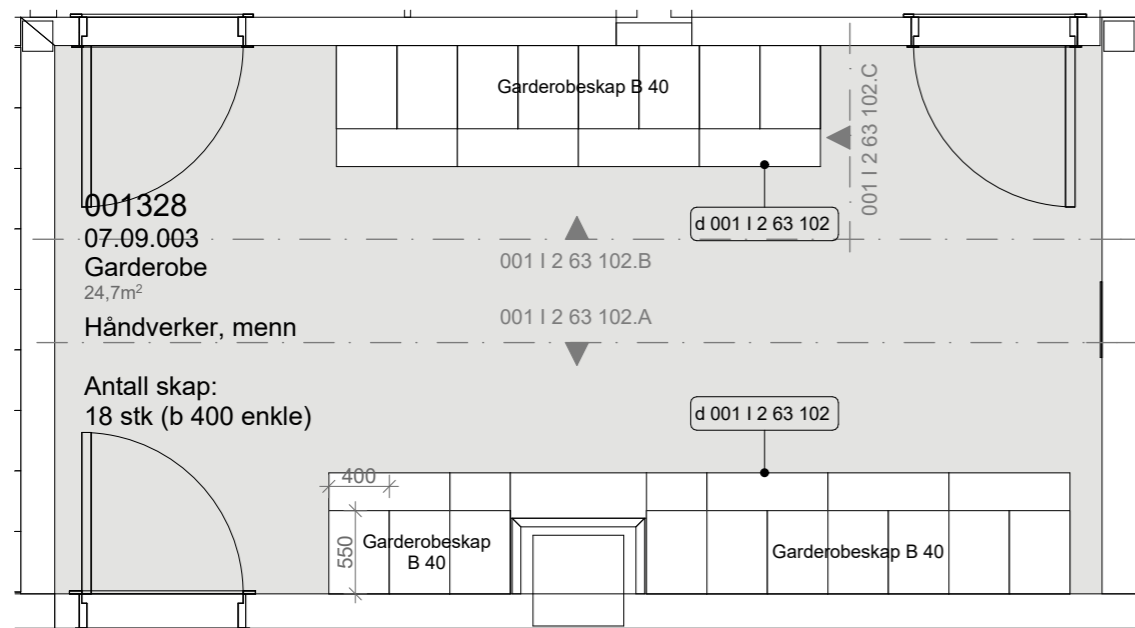 Garderobeskap B 40
001 I 2 63 102.C
001328
07.09.003
Garderobe
24,7m²
Håndverker, menn
Antall skap:
18 stk (b 400 enkle)
d 001 I 2 63 102
001 I 2 63 102.B
001 I 2 63 102.A
d 001 I 2 63 102
400
550
Garderobeskap
B 40
Garderobeskap B 40